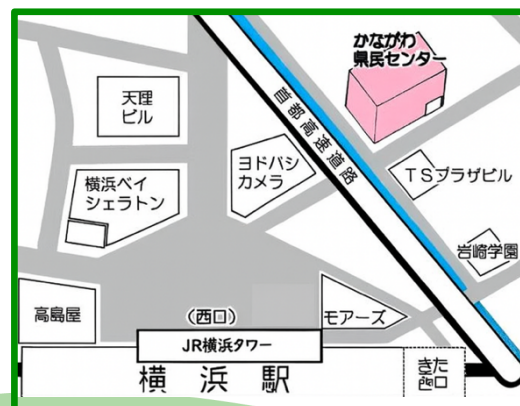 かながわ
県民センター
天理
ビル
首都高速道路
ヨドバシ
カメラ
横浜ベイ
シェラトン
TSプラザビル
岩崎学園
高島屋
(西口)
モアーズ
JR横浜タワー
横浜駅
きた
西口